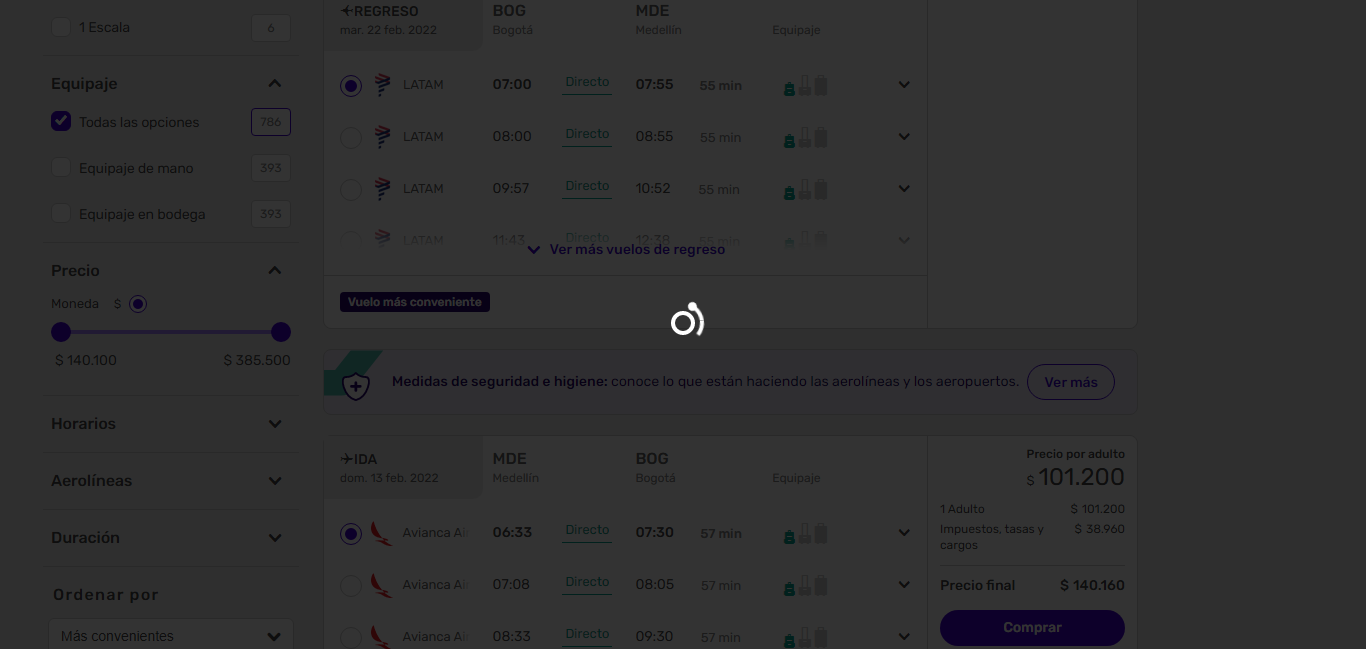 1 Escala
6
Equipaje
Todas las opciones
786
Equipaje de mano
393
Equipaje en bodega
393
Precio
Moneda $
$ 140.100
$ 385.500
Horarios
Aerolíneas
Duración
Ordenar por
Más convenientes
REGRESO
BOG
MDE
mar. 22 feb. 2022
Bogotá
Medellín
Equipaje
LATAM 07:00 Directo 07:55 55 min
LATAM 08:00 Directo 08:55 55 min
LATAM 09:57 Directo 10:52 55 min
LATAM 11:43 Directo 12:38 55 min
Ver más vuelos de regreso
Vuelo más conveniente
Medidas de seguridad e higiene: conoce lo que están haciendo las aerolíneas y los aeropuertos.
Ver más
IDA
MDE
BOG
dom. 13 feb. 2022
Medellín
Bogotá
Equipaje
Avianca Ai 06:33 Directo 07:30 57 min
Avianca Ai 07:08 Directo 08:05 57 min
Avianca Ai 08:33 Directo 09:30 57 min
Precio por adulto
$ 101.200
1 Adulto $ 101.200
Impuestos, tasas y $ 38.960
cargos
Precio final $ 140.160
Comprar